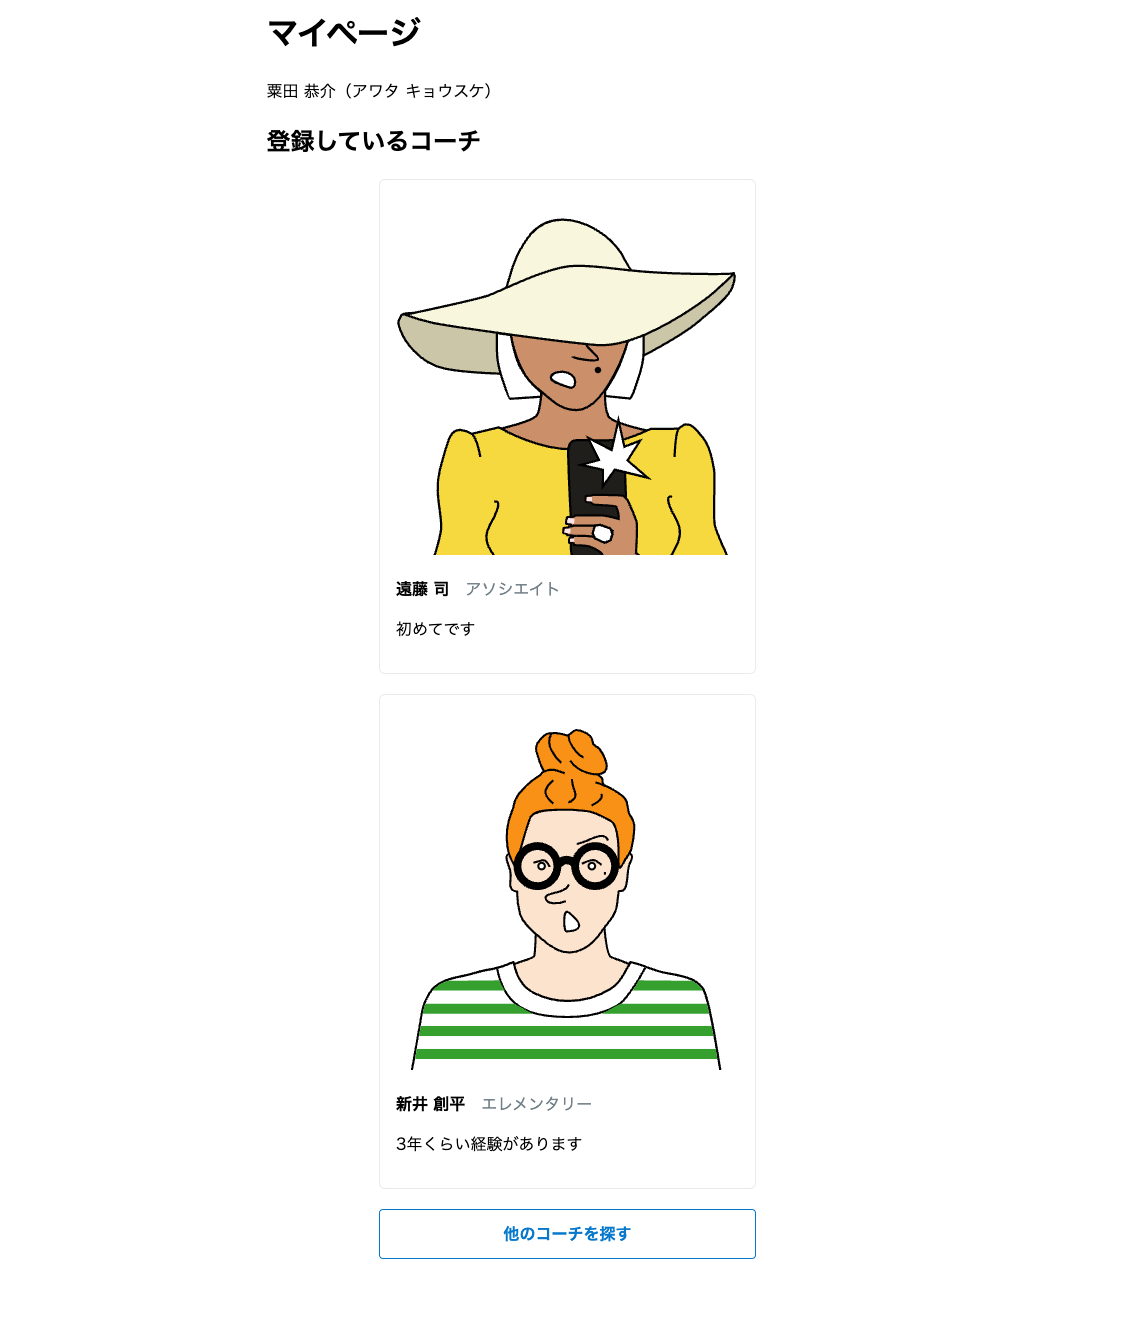 マイページ
粟田 恭介（アワタ キョウスケ）
登録しているコーチ
遠藤 司　アソシエイト
初めてです
新井 創平　エレメンタリー
3年くらい経験があります
他のコーチを探す